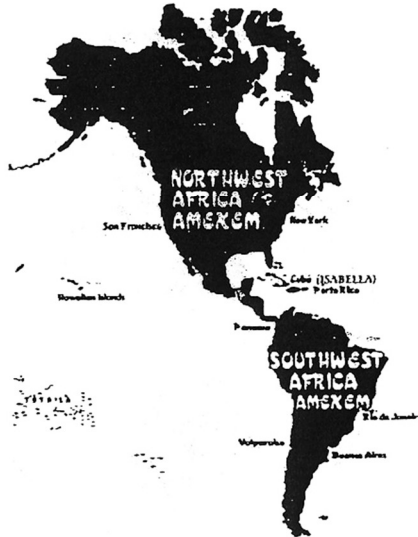 NORTHWEST
AFRICA
AMEXEM
San Francisco
New York
Cuba (ISABELLA)
Porto Rico
Hawaiian Islands
Panama
SOUTHWEST
AFRICA
AMEXEM
Rio de Janeir
Valparaiso
Buenos Aires